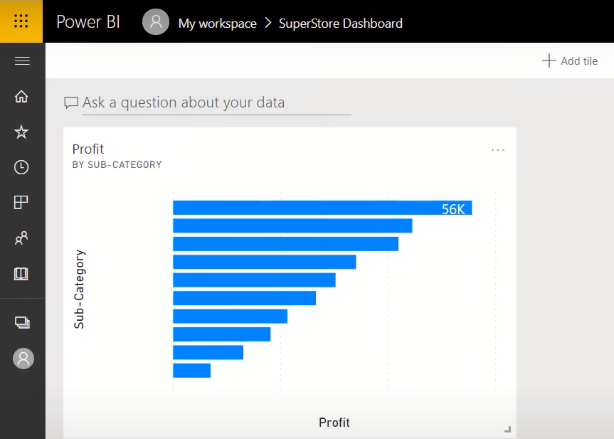 Power BI My workspace > SuperStore Dashboard
Add tile
Ask a question about your data
Profit
BY SUB-CATEGORY
56K
Sub-Category
Profit